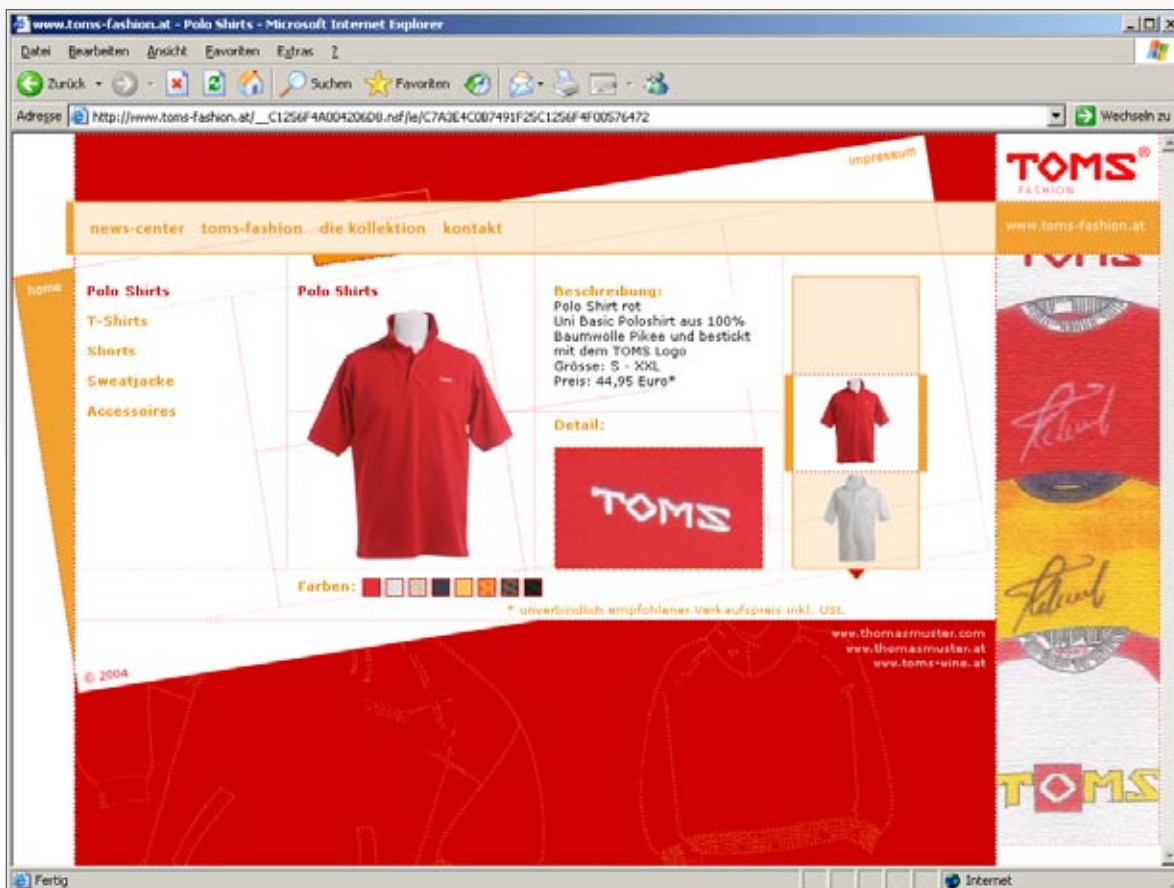 www.toms-fashion.at - Polo Shirts - Microsoft Internet Explorer
Datei Bearbeiten Ansicht Favoriten Extras ?
Zurück Suchen Favoriten
Adresse http://www.toms-fashion.at/__C1256F4A004206D8.nsf/le/C7A3E4C0B7491F25C1256F4F00576472 Wechseln zu
impressum
TOMS®
FASHION
news-center toms-fashion die kollektion kontakt
www.toms-fashion.at
TOMS
home
Polo Shirts
T-Shirts
Shorts
Sweatjacke
Accessoires
Polo Shirts
Beschreibung:
Polo Shirt rot
Uni Basic Poloshirt aus 100%
Baumwolle Pikee und bestickt
mit dem TOMS Logo
Grösse: S - XXL
Preis: 44,95 Euro*
Detail:
TOMS
Farben:
* unverbindlich empfohlener Verkaufspreis inkl. USt.
www.thomasmuster.com
www.thomasmuster.at
www.toms-wine.at
© 2004
TOMS
Fertig Internet